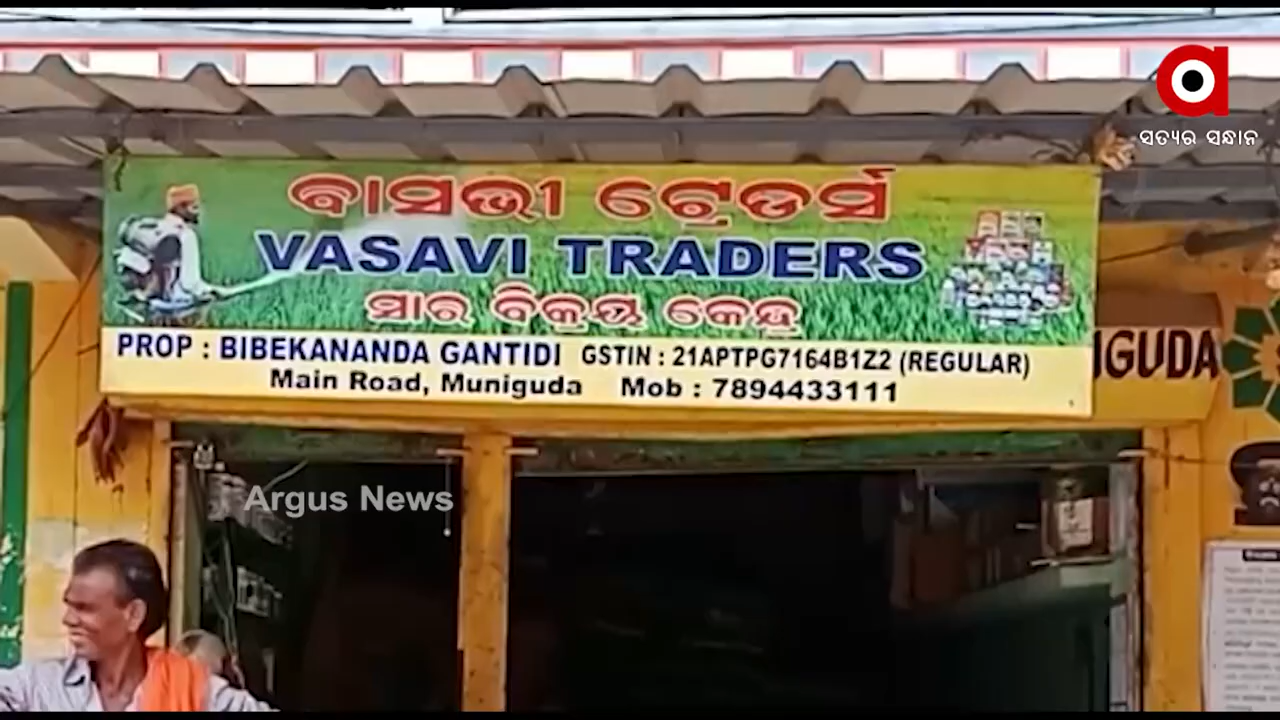 ସତ୍ୟର ସନ୍ଧାନ
ବାସଭୀ ଟ୍ରେଡର୍ସ
VASAVI TRADERS
ସାର ବିକ୍ରୟ କେନ୍ଦ୍ର
PROP : BIBEKANANDA GANTIDI GSTIN : 21APTPG7164B1Z2 (REGULAR)
Main Road, Muniguda Mob : 7894433111
IGUDA
Argus News